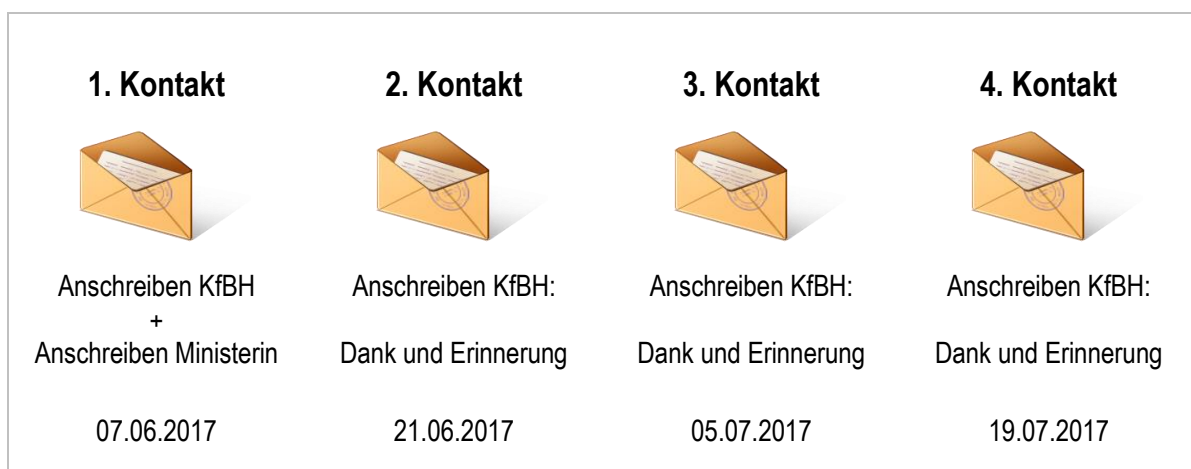 1. Kontakt
Anschreiben KfBH
+
Anschreiben Ministerin
07.06.2017
2. Kontakt
Anschreiben KfBH:
Dank und Erinnerung
21.06.2017
3. Kontakt
Anschreiben KfBH:
Dank und Erinnerung
05.07.2017
4. Kontakt
Anschreiben KfBH:
Dank und Erinnerung
19.07.2017